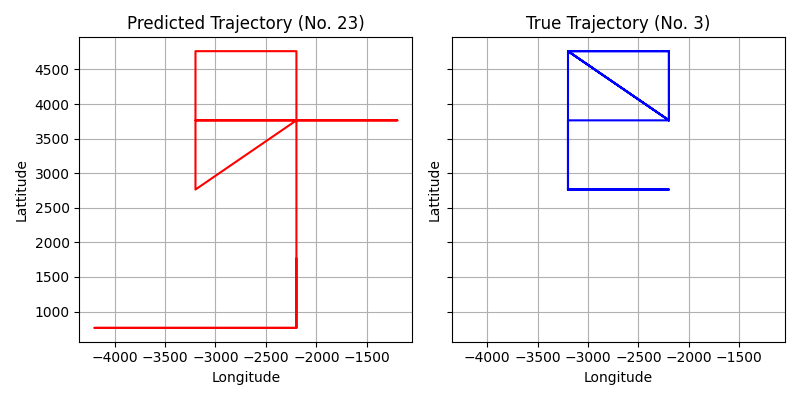 Predicted Trajectory (No. 23)
True Trajectory (No. 3)
Lattitude
4500
4000
3500
3000
2500
2000
1500
1000
−4000 −3500 −3000 −2500 −2000 −1500
Longitude
Lattitude
−4000 −3500 −3000 −2500 −2000 −1500
Longitude